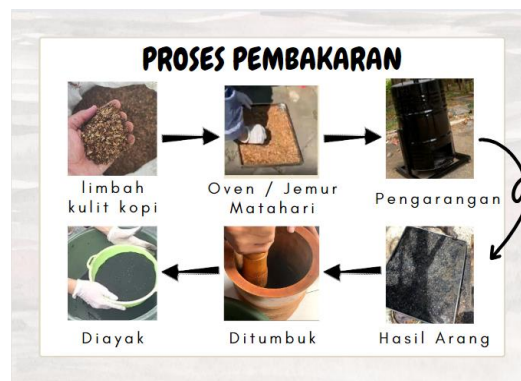 PROSES PEMBAKARAN
limbah
kulit kopi
Oven / Jemur
Matahari
Pengarangan
Diayak
Ditumbuk
Hasil Arang